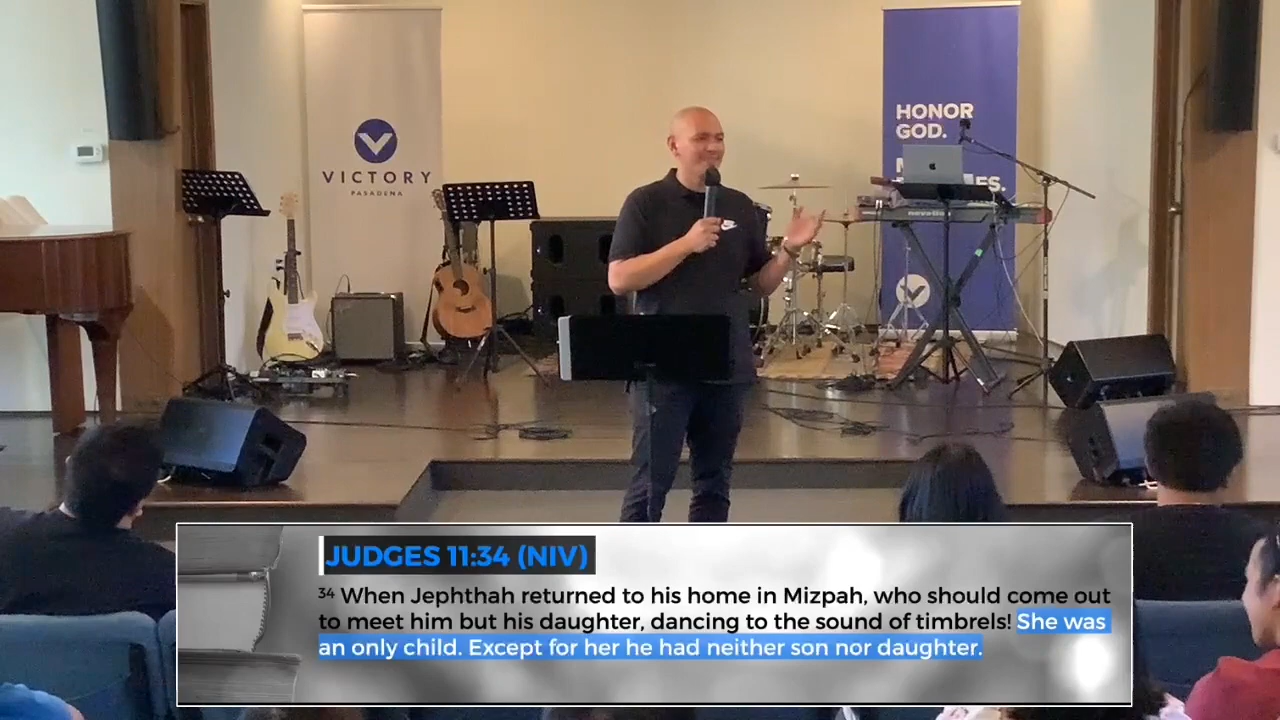 VICTORY
PASADENA
HONOR
GOD.
ES.
novation
JUDGES 11:34 (NIV)
34 When Jephthah returned to his home in Mizpah, who should come out
to meet him but his daughter, dancing to the sound of timbrels! She was
an only child. Except for her he had neither son nor daughter.